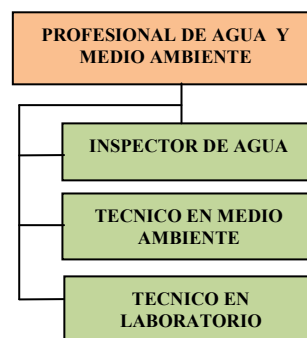 PROFESIONAL DE AGUA Y
MEDIO AMBIENTE
INSPECTOR DE AGUA
TECNICO EN MEDIO
AMBIENTE
TECNICO EN
LABORATORIO